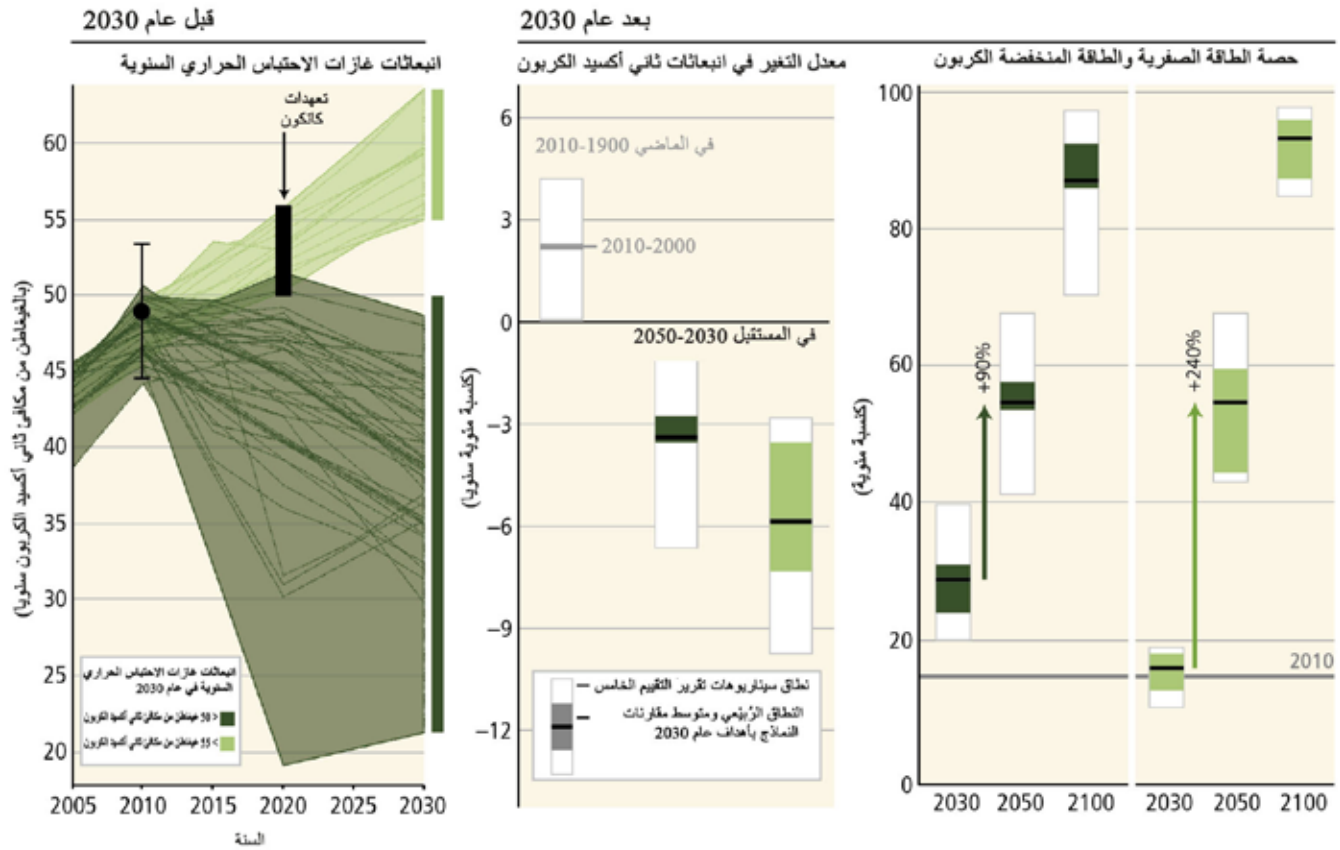 قبل عام 2030
انبعاثات غازات الاحتباس الحراري السنوية
(بالغيغاطن من مكافئ ثاني أكسيد الكربون سنويا)
60
55
50
45
40
35
30
25
20
تعهدات
كانكون
انبعاثات غازات الاحتباس الحراري
السنوية في عام 2030
< 50 غيغاطن من مكافئ ثاني أكسيد الكربون
> 55 غيغاطن من مكافئ ثاني أكسيد الكربون
2005 2010 2015 2020 2025 2030
السنة
بعد عام 2030
معدل التغير في انبعاثات ثاني أكسيد الكربون
(كنسبة مئوية سنويا)
6
3
0
−3
−6
−9
−12
في الماضي 1900-2010
2000-2010
في المستقبل 2030-2050
نطاق سيناريوهات تقرير التقييم الخامس
النطاق الرُبيْعي ومتوسط مقارنات
النماذج بأهداف عام 2030
حصة الطاقة الصفرية والطاقة المنخفضة الكربون
(كنسبة مئوية)
100
80
60
40
20
0
+90%
+240%
2010
2030 2050 2100 2030 2050 2100